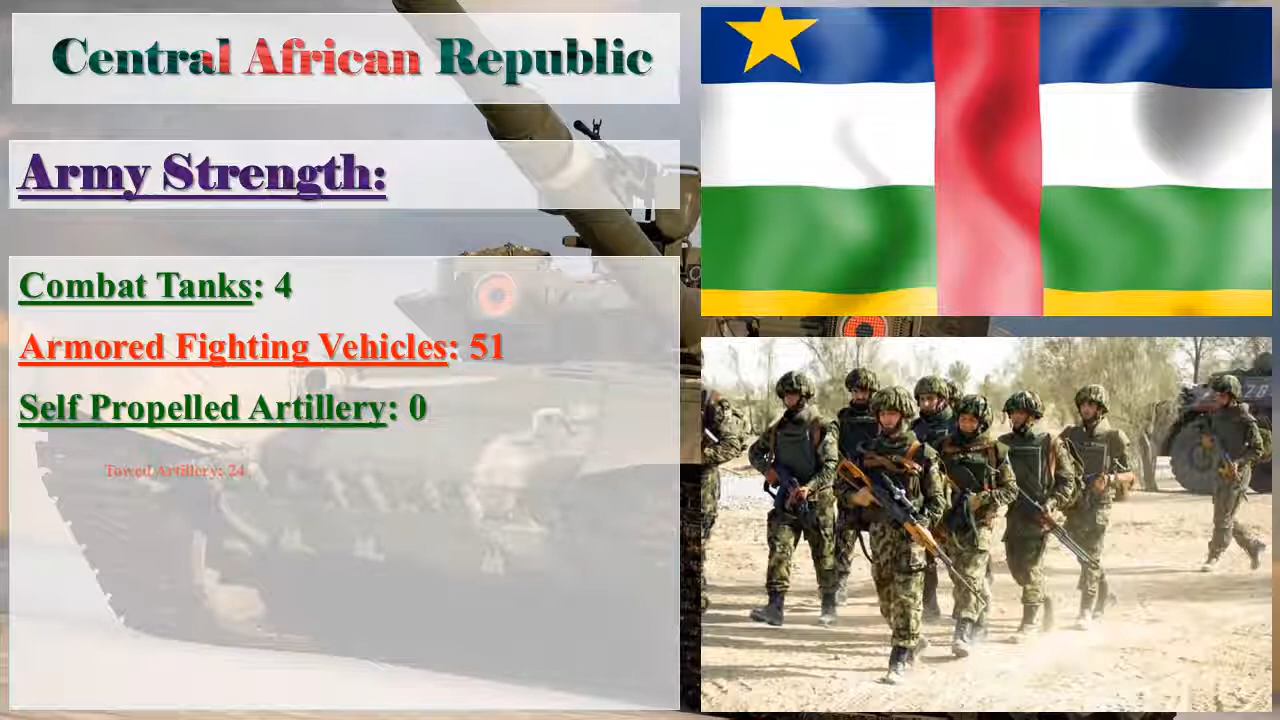 Central African Republic
Army Strength:
Combat Tanks: 4
Armored Fighting Vehicles: 51
Self Propelled Artillery: 0
Towed Artillery: 24
78